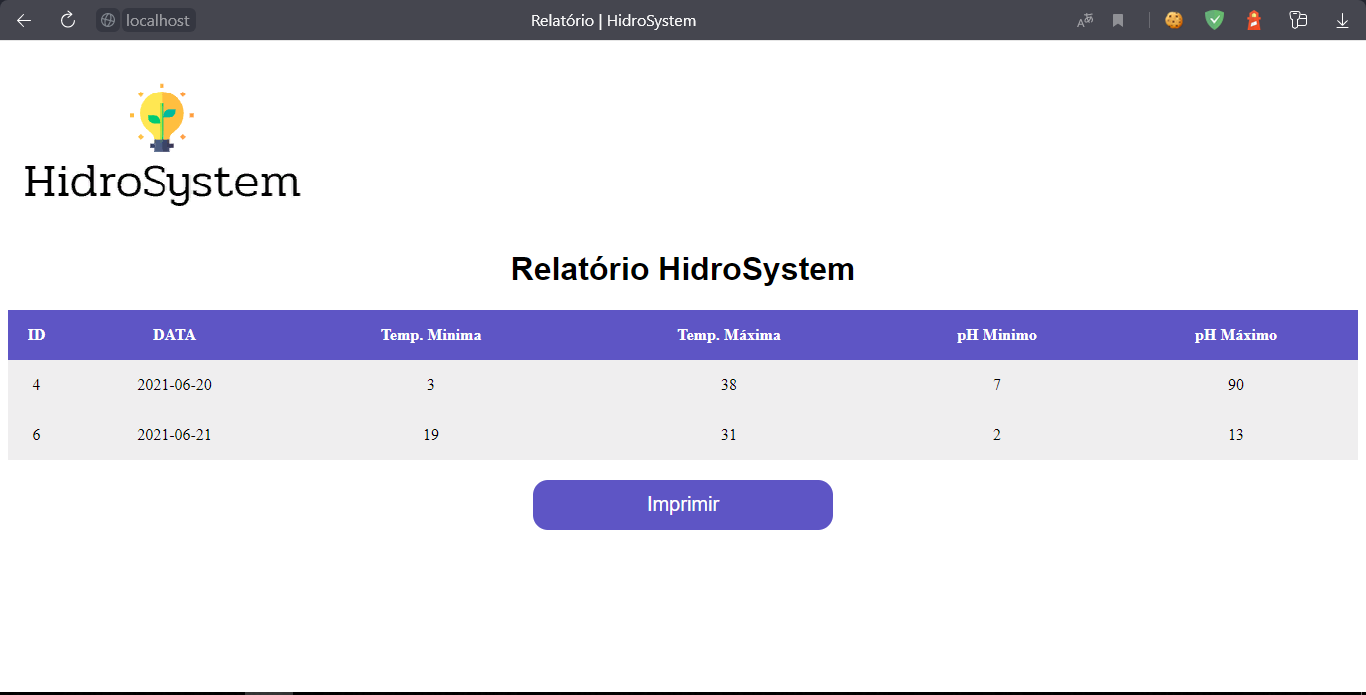 localhost
Relatório | HidroSystem
HidroSystem
Relatório HidroSystem
ID DATA Temp. Minima Temp. Máxima pH Minimo pH Máximo
4 2021-06-20 3 38 7 90
6 2021-06-21 19 31 2 13
Imprimir